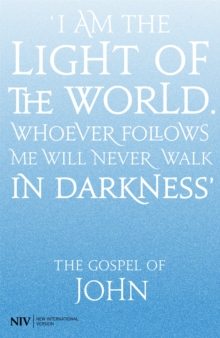 'I AM THE
LIGHT OF
THE WORLD.
WHOEVER FOLLOWS
ME WILL NEVER WALK
IN DARKNESS'
THE GOSPEL OF
JOHN
NIV NEW INTERNATIONAL
VERSION